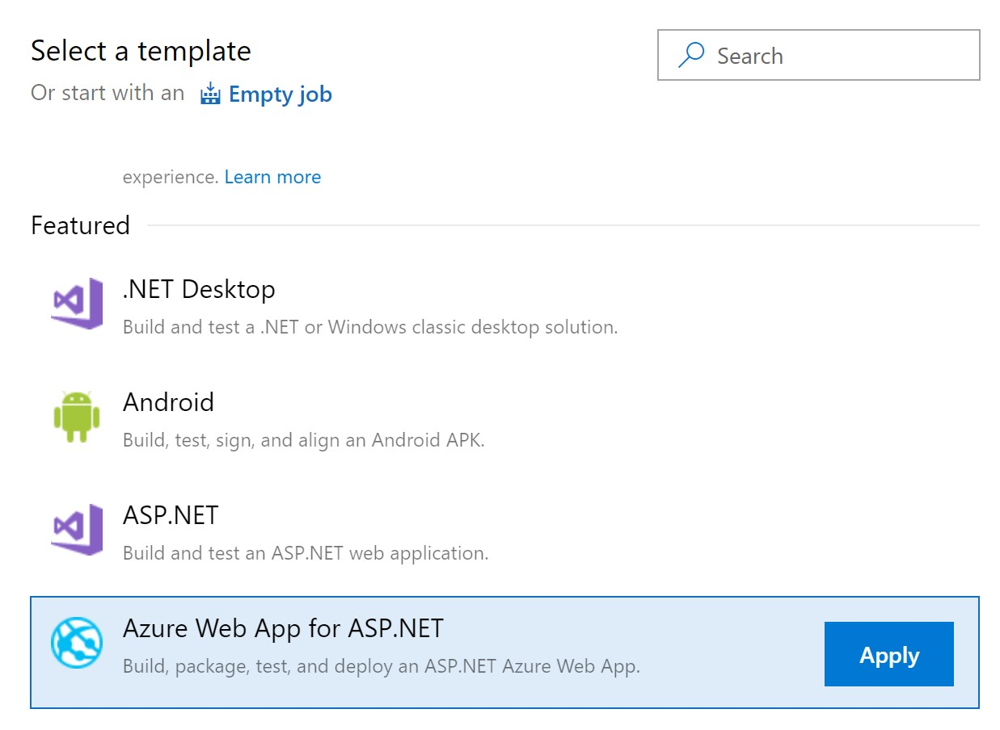 Select a template
Search
Or start with an Empty job
experience. Learn more
Featured
.NET Desktop
Build and test a .NET or Windows classic desktop solution.
Android
Build, test, sign, and align an Android APK.
ASP.NET
Build and test an ASP.NET web application.
Azure Web App for ASP.NET
Build, package, test, and deploy an ASP.NET Azure Web App.
Apply